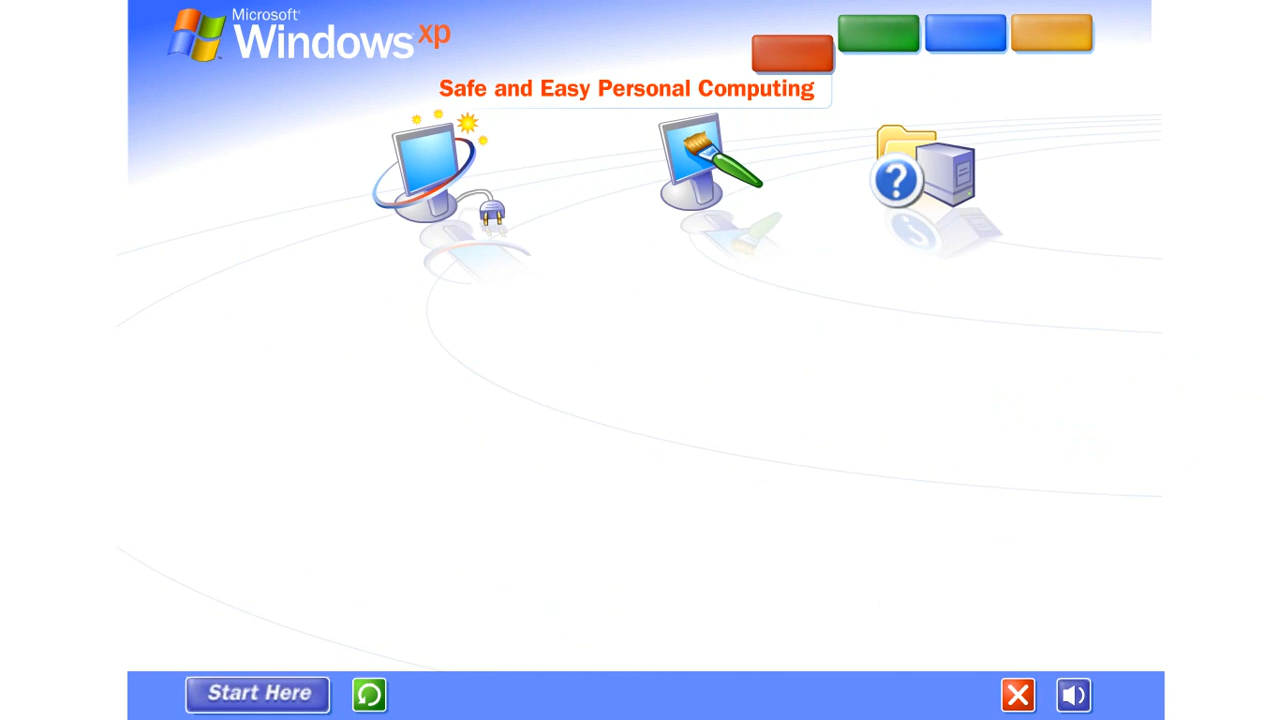 Microsoft®
Windows xp
Safe and Easy Personal Computing
?
Start Here